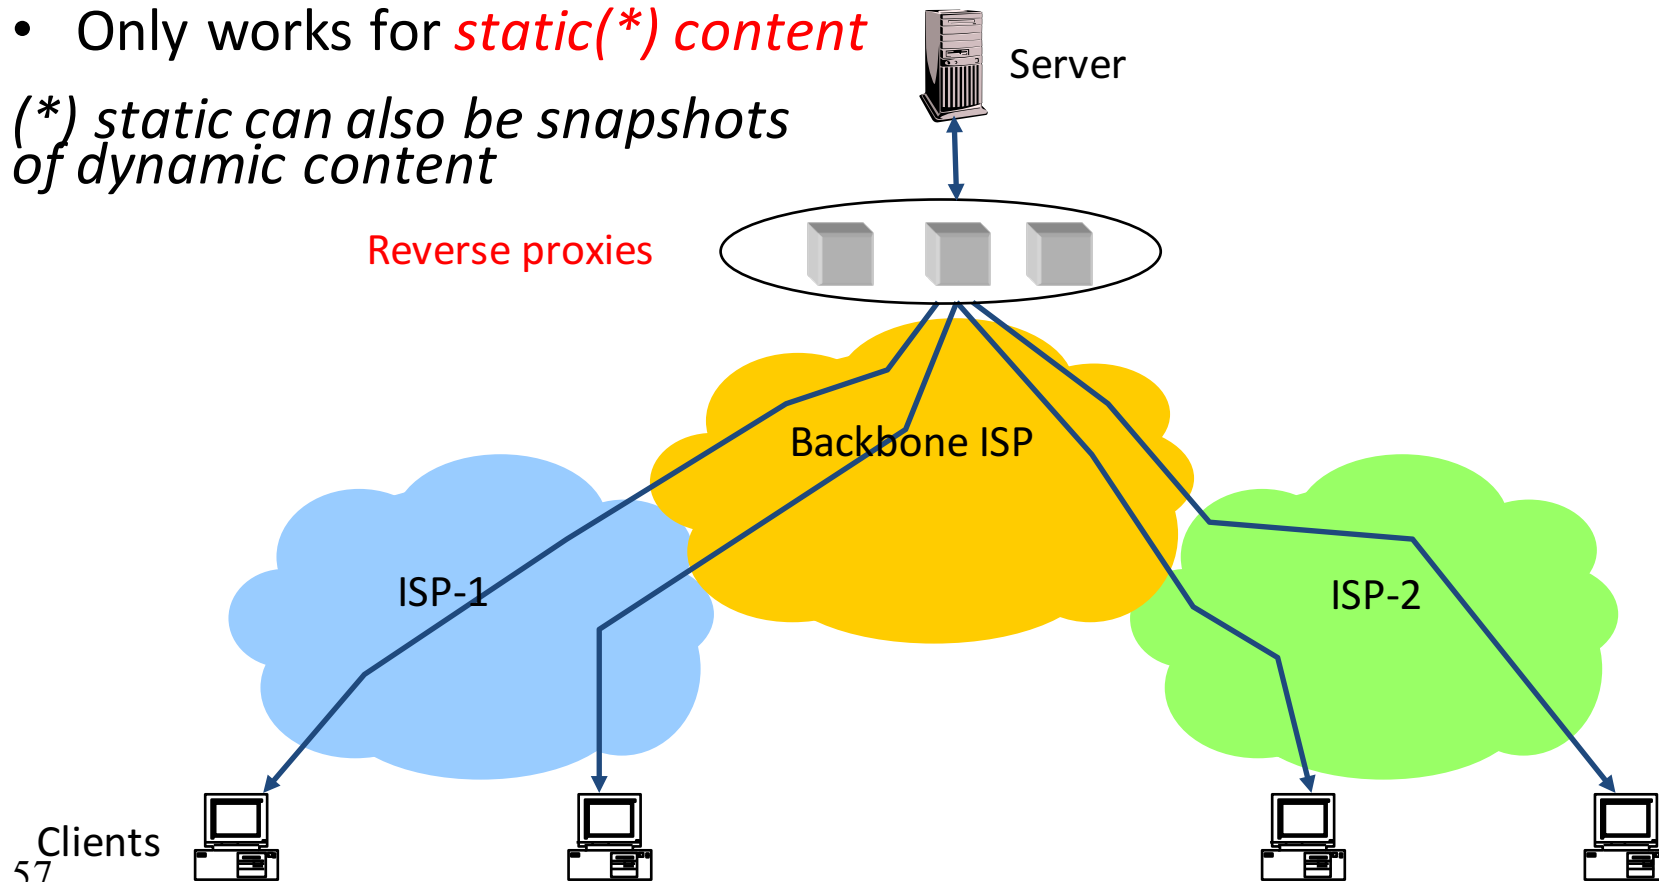 • Only works for static(*) content
(*) static can also be snapshots
of dynamic content
Server
Reverse proxies
Backbone ISP
ISP-1
ISP-2
Clients
57